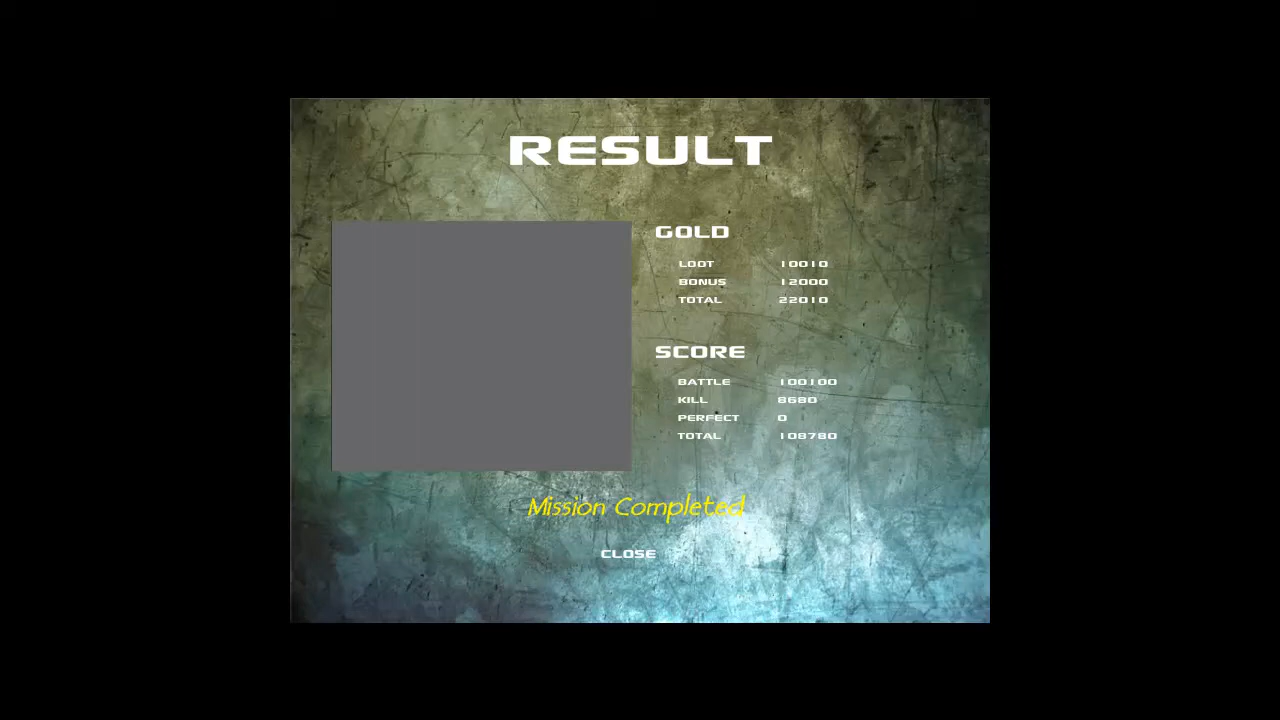 RESULT
GOLD
LOOT 10010
BONUS 12000
TOTAL 22010
SCORE
BATTLE 100100
KILL 8680
PERFECT 0
TOTAL 108780
Mission Completed
CLOSE